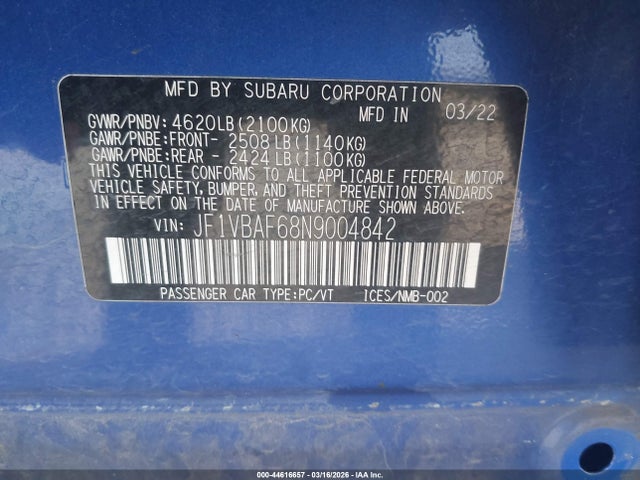 MFD BY SUBARU CORPORATION
GVWR/PNBV: 4620LB(2100KG) MFD IN 03/22
GAWR/PNBE:FRONT- 2508LB(1140KG)
GAWR/PNBE:REAR - 2424LB(1100KG)
THIS VEHICLE CONFORMS TO ALL APPLICABLE FEDERAL MOTOR
VEHICLE SAFETY, BUMPER, AND THEFT PREVENTION STANDARDS
IN EFFECT ON THE DATE OF MANUFACTURE SHOWN ABOVE.
VIN: JF1VBAF68N9004842
PASSENGER CAR TYPE:PC/VT ICES/NMB-002
000-44616657 - 03/16/2026 - IAA Inc.